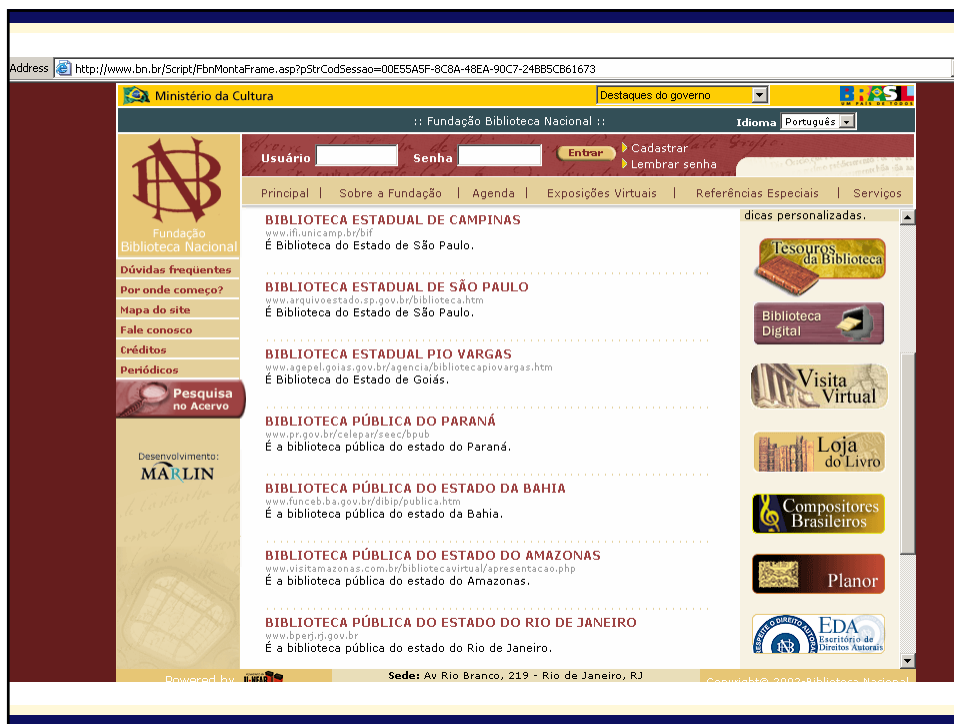 Address http://www.bn.br/Script/FbnMontaFrame.asp?pStrCodSessao=00E55A5F-8C8A-48EA-90C7-24BB5CB61673
Ministério da Cultura
Destaques do governo
BRASIL
UM PAÍS DE TODOS
:: Fundação Biblioteca Nacional ::
Idioma Português
Usuário
Senha
Entrar
Cadastrar
Lembrar senha
Principal | Sobre a Fundação | Agenda | Exposições Virtuais | Referências Especiais | Serviços
Fundação
Biblioteca Nacional
Dúvidas freqüentes
Por onde começo?
Mapa do site
Fale conosco
Créditos
Periódicos
Pesquisa
no Acervo
Desenvolvimento:
MARLIN
BIBLIOTECA ESTADUAL DE CAMPINAS
www.ifi.unicamp.br/bif
É Biblioteca do Estado de São Paulo.
BIBLIOTECA ESTADUAL DE SÃO PAULO
www.arquivoestado.sp.gov.br/biblioteca.htm
É Biblioteca do Estado de São Paulo.
BIBLIOTECA ESTADUAL PIO VARGAS
www.agepel.goias.gov.br/agencia/bibliotecapiovargas.htm
É Biblioteca do Estado de Goiás.
BIBLIOTECA PÚBLICA DO PARANÁ
www.pr.gov.br/celepar/seec/bpub
É a biblioteca pública do estado do Paraná.
BIBLIOTECA PÚBLICA DO ESTADO DA BAHIA
www.funceb.ba.gov.br/dibip/publica.htm
É a biblioteca pública do estado da Bahia.
BIBLIOTECA PÚBLICA DO ESTADO DO AMAZONAS
www.visitamazonas.com.br/bibliotecavirtual/apresentacao.php
É a biblioteca pública do estado do Amazonas.
BIBLIOTECA PÚBLICA DO ESTADO DO RIO DE JANEIRO
www.bperj.rj.gov.br
É a biblioteca pública do estado do Rio de Janeiro.
dicas personalizadas.
Tesouros
da Biblioteca
Biblioteca
Digital
Visita
Virtual
Loja
do Livro
Compositores
Brasileiros
Planor
EDA
Escritório de
Direitos Autorais
RESPEITE O DIREITO AUTORAL
Powered by
Sede: Av Rio Branco, 219 - Rio de Janeiro, RJ
Copyright© 2002-Biblioteca Nacional